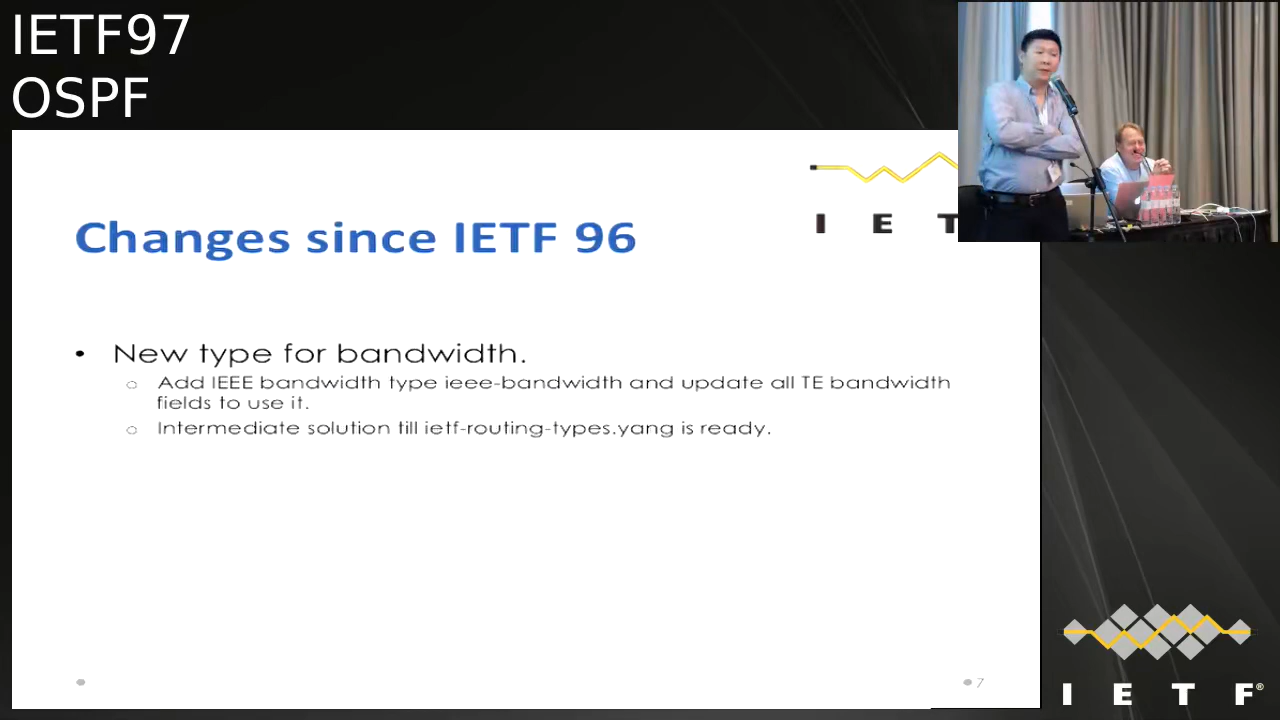 IETF97
OSPF
I E T
Changes since IETF 96
• New type for bandwidth.
○ Add IEEE bandwidth type ieee-bandwidth and update all TE bandwidth
fields to use it.
○ Intermediate solution till ietf-routing-types.yang is ready.
7
I E T F®